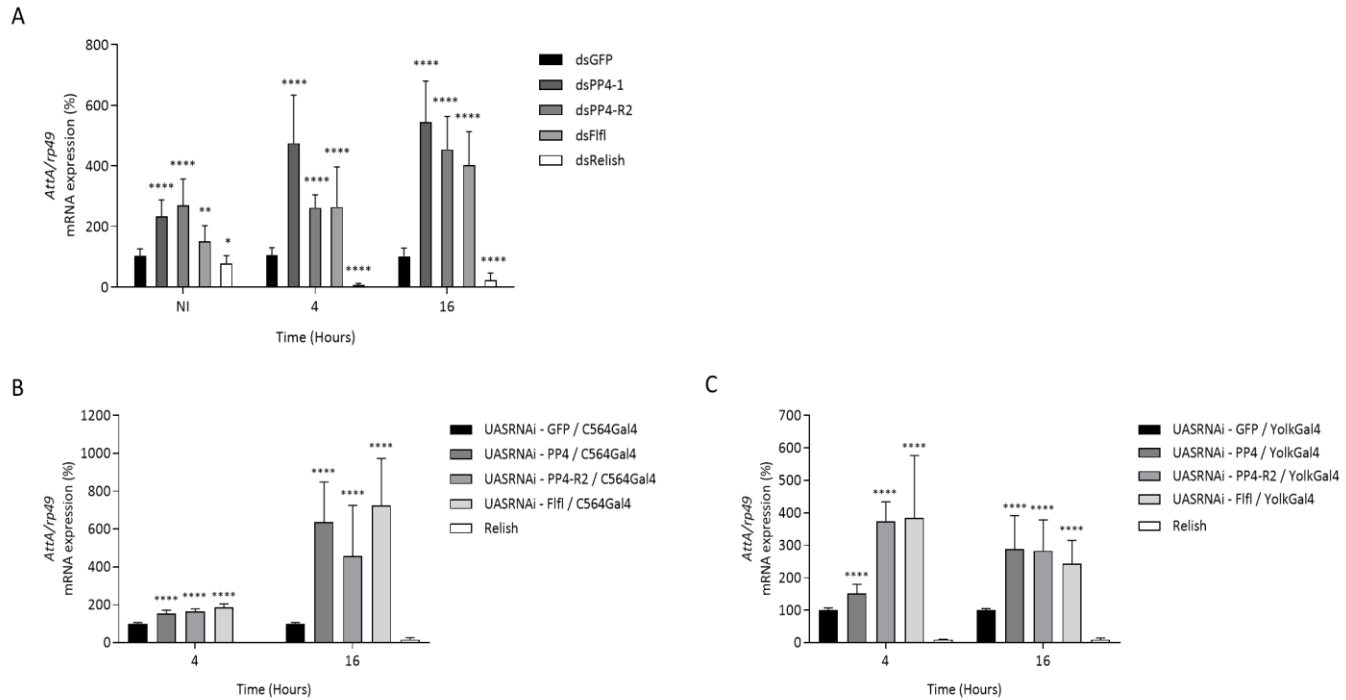 A
AttA/rp49
mRNA expression (%)
800
600
400
200
0
****
****
**
*
****
****
****
****
****
****
****
****
NI
4
16
Time (Hours)
dsGFP
dsPP4-1
dsPP4-R2
dsFlfl
dsRelish
B
AttA/rp49
mRNA expression (%)
1200
1000
800
600
400
200
0
**** **** ****
****
****
****
4
16
Time (Hours)
UASRNAi - GFP / C564Gal4
UASRNAi - PP4 / C564Gal4
UASRNAi - PP4-R2 / C564Gal4
UASRNAi - Flfl / C564Gal4
Relish
C
AttA/rp49
mRNA expression (%)
700
600
500
400
300
200
100
0
****
****
****
****
****
****
4
16
Time (Hours)
UASRNAi - GFP / YolkGal4
UASRNAi - PP4 / YolkGal4
UASRNAi - PP4-R2 / YolkGal4
UASRNAi - Flfl / YolkGal4
Relish